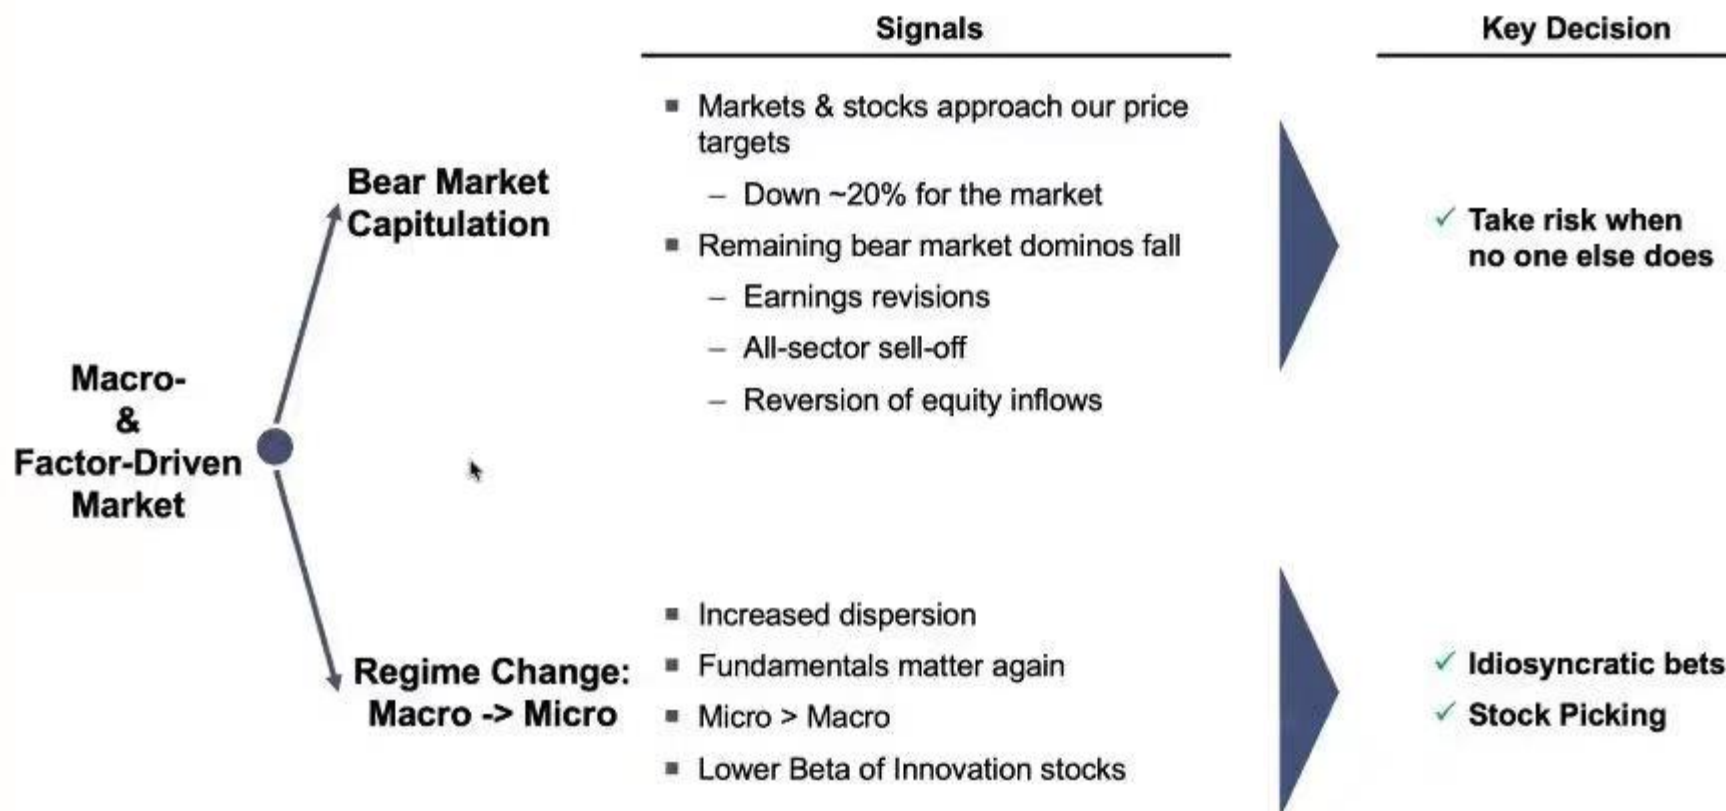 Signals
Key Decision
Macro-
&
Factor-Driven
Market
Bear Market
Capitulation
▪ Markets & stocks approach our price
targets
– Down ~20% for the market
▪ Remaining bear market dominos fall
– Earnings revisions
– All-sector sell-off
– Reversion of equity inflows
✓ Take risk when
no one else does
Regime Change:
Macro -> Micro
▪ Increased dispersion
▪ Fundamentals matter again
▪ Micro > Macro
▪ Lower Beta of Innovation stocks
✓ Idiosyncratic bets
✓ Stock Picking